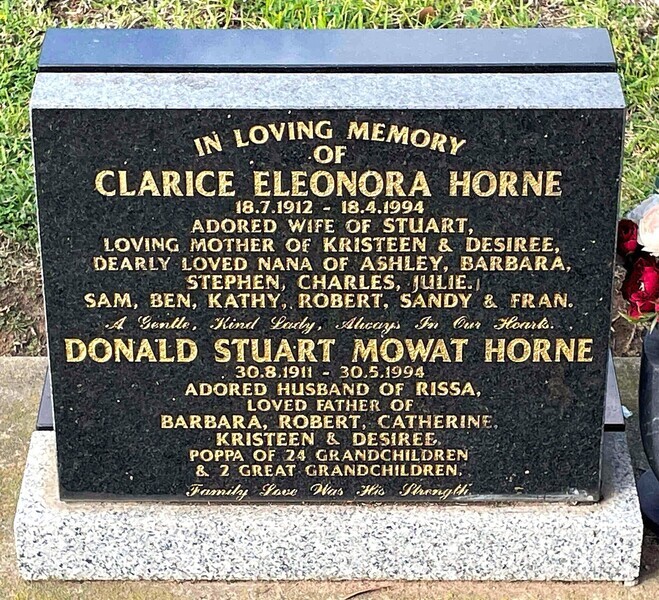 IN LOVING MEMORY
OF
CLARICE ELEONORA HORNE
18.7.1912 - 18.4.1994
ADORED WIFE OF STUART,
LOVING MOTHER OF KRISTEEN & DESIREE,
DEARLY LOVED NANA OF ASHLEY, BARBARA,
STEPHEN, CHARLES, JULIE,
SAM, BEN, KATHY, ROBERT, SANDY & FRAN.
A Gentle, Kind Lady, Always In Our Hearts.
DONALD STUART MOWAT HORNE
30.8.1911 - 30.5.1994
ADORED HUSBAND OF RISSA,
LOVED FATHER OF
BARBARA, ROBERT, CATHERINE,
KRISTEEN & DESIREE.
POPPA OF 24 GRANDCHILDREN
& 2 GREAT GRANDCHILDREN.
Family Love Was His Strength